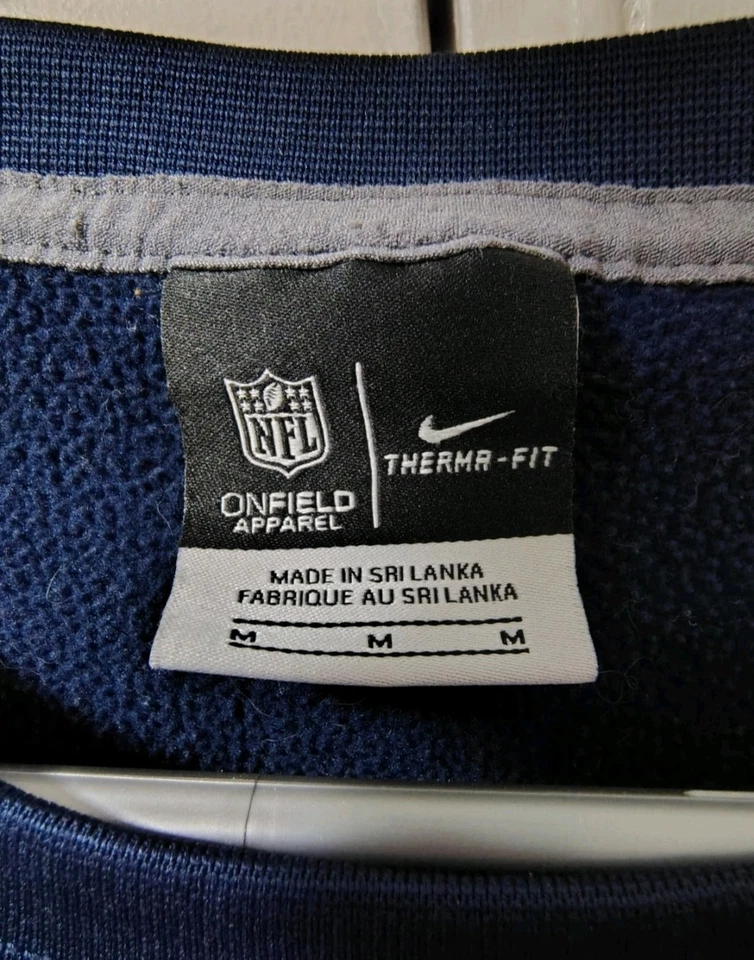 NFL
ONFIELD
APPAREL
THERMA-FIT
MADE IN SRI LANKA
FABRIQUE AU SRI LANKA
M M M